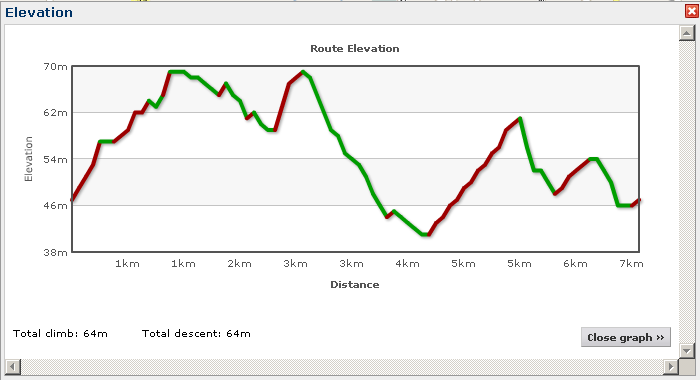 Elevation
Route Elevation
70m
62m
54m
46m
38m
Elevation
1km 1km 2km 3km 3km 4km 5km 5km 6km 7km
Distance
Total climb: 64m Total descent: 64m
Close graph »